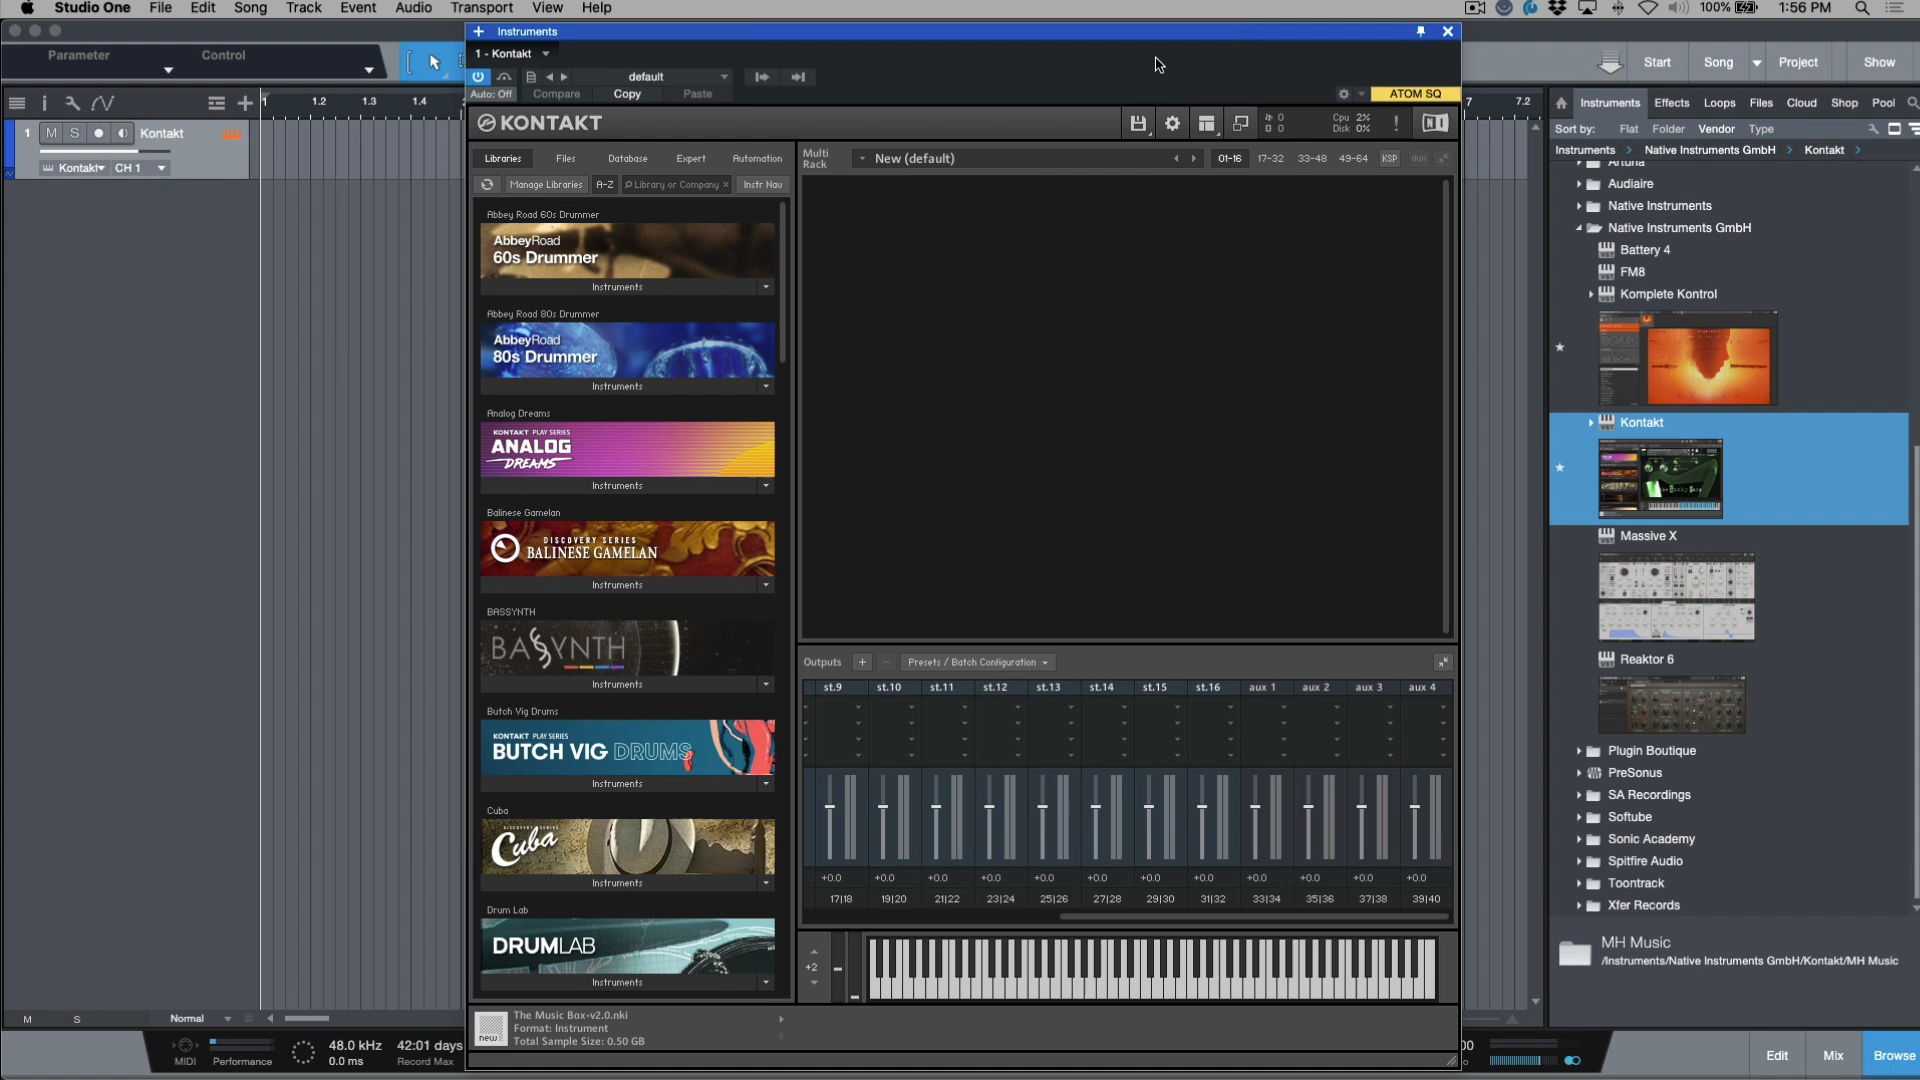 Studio One File Edit Song Track Event Audio Transport View Help
100% 1:56 PM
Instruments
Parameter Control
1 - Kontakt
default
Auto: Off Compare Copy Paste
ATOM SQ
Start Song Project Show
1 1.2 1.3 1.4
7 7.2
1 M S Kontakt
Kontakt CH 1
KONTAKT
0 0
Cpu 2%
Disk 0%
!
Libraries Files Database Expert Automation
Manage Libraries A-Z Library or Company × Instr Nav
Multi Rack
New (default)
01-16 17-32 33-48 49-64 KSP aux
Abbey Road 60s Drummer
AbbeyRoad
60s Drummer
Instruments
Abbey Road 80s Drummer
AbbeyRoad
80s Drummer
Instruments
Analog Dreams
KONTAKT PLAY SERIES
ANALOG
DREAMS
Instruments
Balinese Gamelan
DISCOVERY SERIES
BALINESE GAMELAN
Instruments
BASSYNTH
BASSYNTH
Instruments
Butch Vig Drums
KONTAKT PLAY SERIES
BUTCH VIG DRUMS
Instruments
Cuba
DISCOVERY SERIES
Cuba
Instruments
Drum Lab
DRUMLAB
Instruments
Outputs + - Presets / Batch Configuration
st.9 st.10 st.11 st.12 st.13 st.14 st.15 st.16 aux 1 aux 2 aux 3 aux 4
+0.0 +0.0 +0.0 +0.0 +0.0 +0.0 +0.0 +0.0 +0.0 +0.0 +0.0 +0.0
17|18 19|20 21|22 23|24 25|26 27|28 29|30 31|32 33|34 35|36 37|38 39|40
+2
new
The Music Box-v2.0.nki
Format: Instrument
Total Sample Size: 0.50 GB
Instruments Effects Loops Files Cloud Shop Pool
Sort by: Flat Folder Vendor Type
Instruments Native Instruments GmbH Kontakt
Arturia
Audiaire
Native Instruments
Native Instruments GmbH
Battery 4
FM8
Komplete Kontrol
Kontakt
Massive X
Reaktor 6
Plugin Boutique
PreSonus
SA Recordings
Softube
Sonic Academy
Spitfire Audio
Toontrack
Xfer Records
MH Music
/Instruments/Native Instruments GmbH/Kontakt/MH Music
M S Normal
MIDI Performance
48.0 kHz
0.0 ms
42:01 days
Record Max
00
Edit Mix Browse